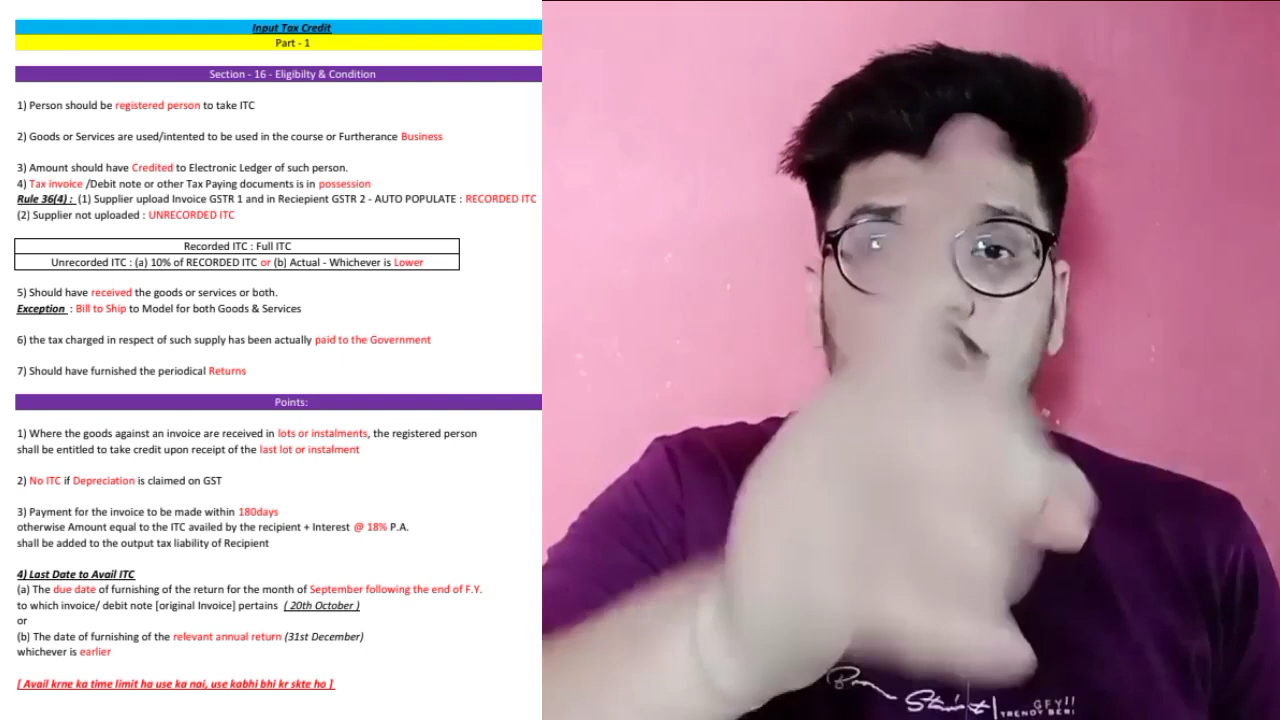 Input Tax Credit
Part - 1
Section - 16 - Eligibilty & Condition
1) Person should be registered person to take ITC
2) Goods or Services are used/intented to be used in the course or Furtherance Business
3) Amount should have Credited to Electronic Ledger of such person.
4) Tax invoice /Debit note or other Tax Paying documents is in possession
Rule 36(4) : (1) Supplier upload Invoice GSTR 1 and in Reciepient GSTR 2 - AUTO POPULATE : RECORDED ITC
(2) Supplier not uploaded : UNRECORDED ITC
Recorded ITC : Full ITC
Unrecorded ITC : (a) 10% of RECORDED ITC or (b) Actual - Whichever is Lower
5) Should have received the goods or services or both.
Exception : Bill to Ship to Model for both Goods & Services
6) the tax charged in respect of such supply has been actually paid to the Government
7) Should have furnished the periodical Returns
Points:
1) Where the goods against an invoice are received in lots or instalments, the registered person
shall be entitled to take credit upon receipt of the last lot or instalment
2) No ITC if Depreciation is claimed on GST
3) Payment for the invoice to be made within 180days
otherwise Amount equal to the ITC availed by the recipient + Interest @ 18% P.A.
shall be added to the output tax liability of Recipient
4) Last Date to Avail ITC
(a) The due date of furnishing of the return for the month of September following the end of F.Y.
to which invoice/ debit note [original Invoice] pertains ( 20th October )
or
(b) The date of furnishing of the relevant annual return (31st December)
whichever is earlier
[ Avail krne ka time limit ha use ka nai, use kabhi bhi kr skte ho ]